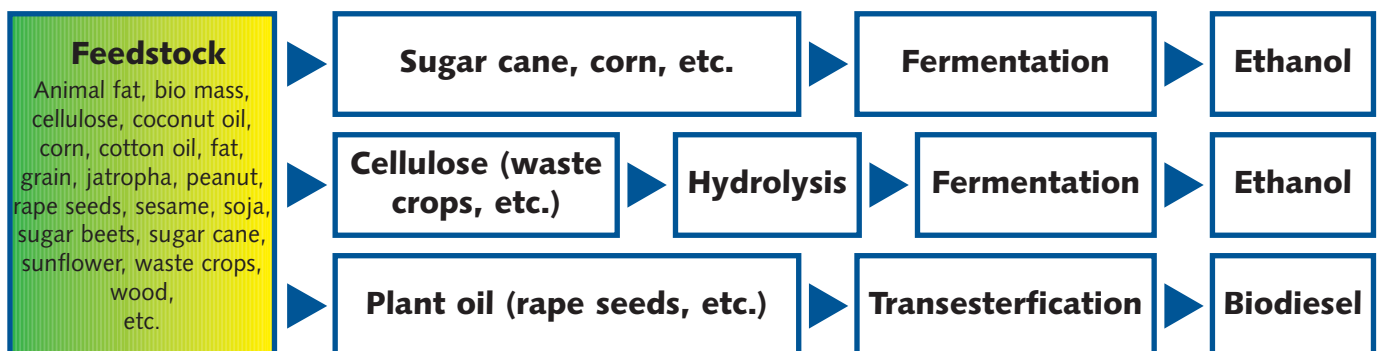 Feedstock
Animal fat, bio mass,
cellulose, coconut oil,
corn, cotton oil, fat,
grain, jatropha, peanut,
rape seeds, sesame, soja,
sugar beets, sugar cane,
sunflower, waste crops,
wood,
etc.
Sugar cane, corn, etc.
Fermentation
Ethanol
Cellulose (waste
crops, etc.)
Hydrolysis
Fermentation
Ethanol
Plant oil (rape seeds, etc.)
Transesterfication
Biodiesel